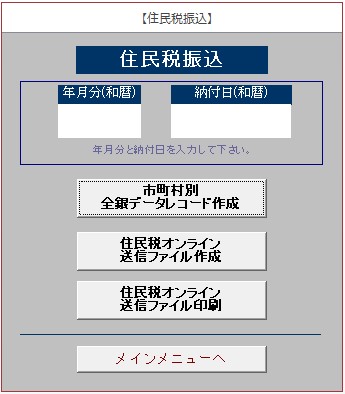 【住民税振込】
住民税振込
年月分(和暦)
納付日(和暦)
年月分と納付日を入力して下さい。
市町村別
全銀データレコード作成
住民税オンライン
送信ファイル作成
住民税オンライン
送信ファイル印刷
メインメニューへ